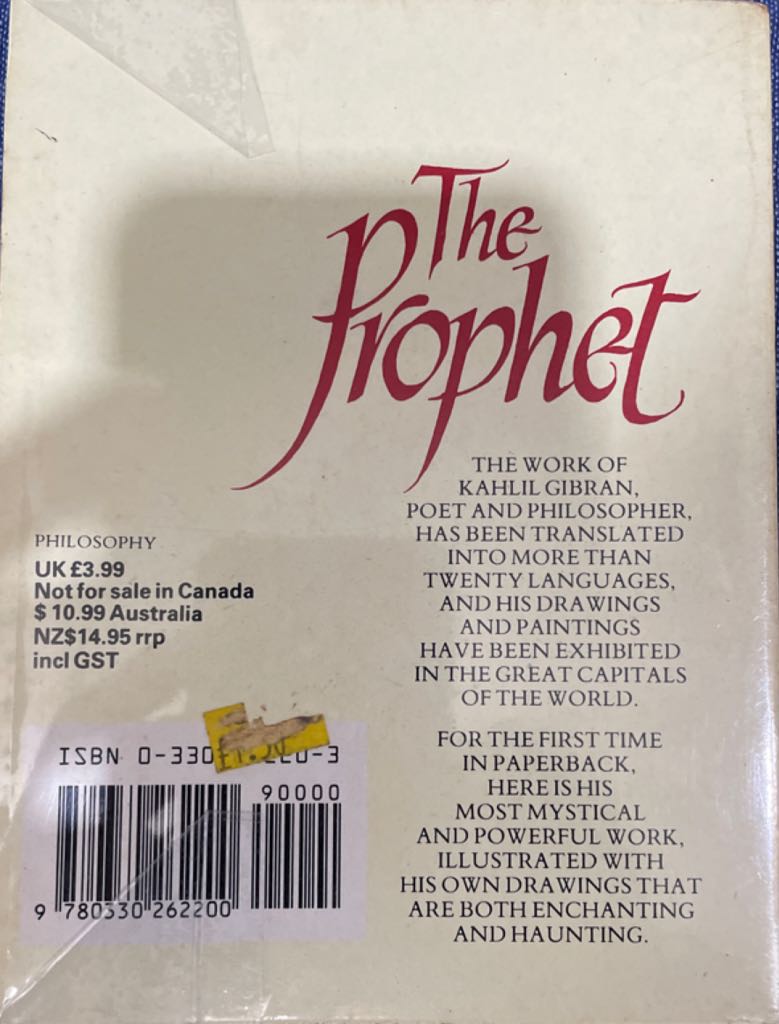 The
Prophet
THE WORK OF
KAHLIL GIBRAN,
POET AND PHILOSOPHER,
HAS BEEN TRANSLATED
INTO MORE THAN
TWENTY LANGUAGES,
AND HIS DRAWINGS
AND PAINTINGS
HAVE BEEN EXHIBITED
IN THE GREAT CAPITALS
OF THE WORLD.
FOR THE FIRST TIME
IN PAPERBACK,
HERE IS HIS
MOST MYSTICAL
AND POWERFUL WORK,
ILLUSTRATED WITH
HIS OWN DRAWINGS THAT
ARE BOTH ENCHANTING
AND HAUNTING.
PHILOSOPHY
UK £3.99
Not for sale in Canada
$ 10.99 Australia
NZ$14.95 rrp
incl GST
ISBN 0-330
90000
9 780330 262200